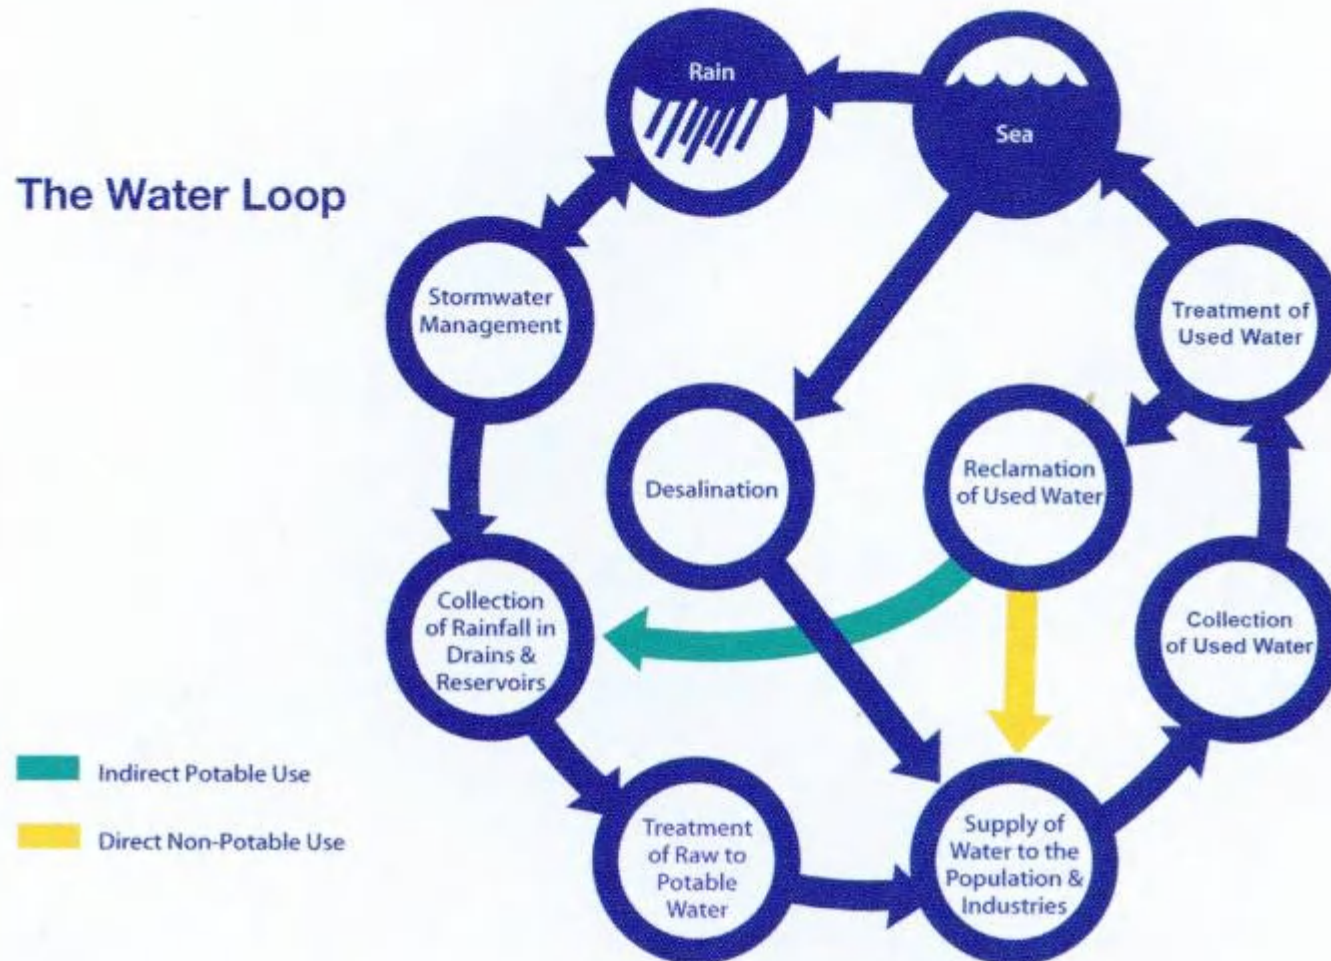 The Water Loop
Rain
Sea
Stormwater
Management
Treatment of
Used Water
Desalination
Reclamation
of Used Water
Collection
of Rainfall in
Drains &
Reservoirs
Collection
of Used Water
Treatment
of Raw to
Potable
Water
Supply of
Water to the
Population &
Industries
Indirect Potable Use
Direct Non-Potable Use